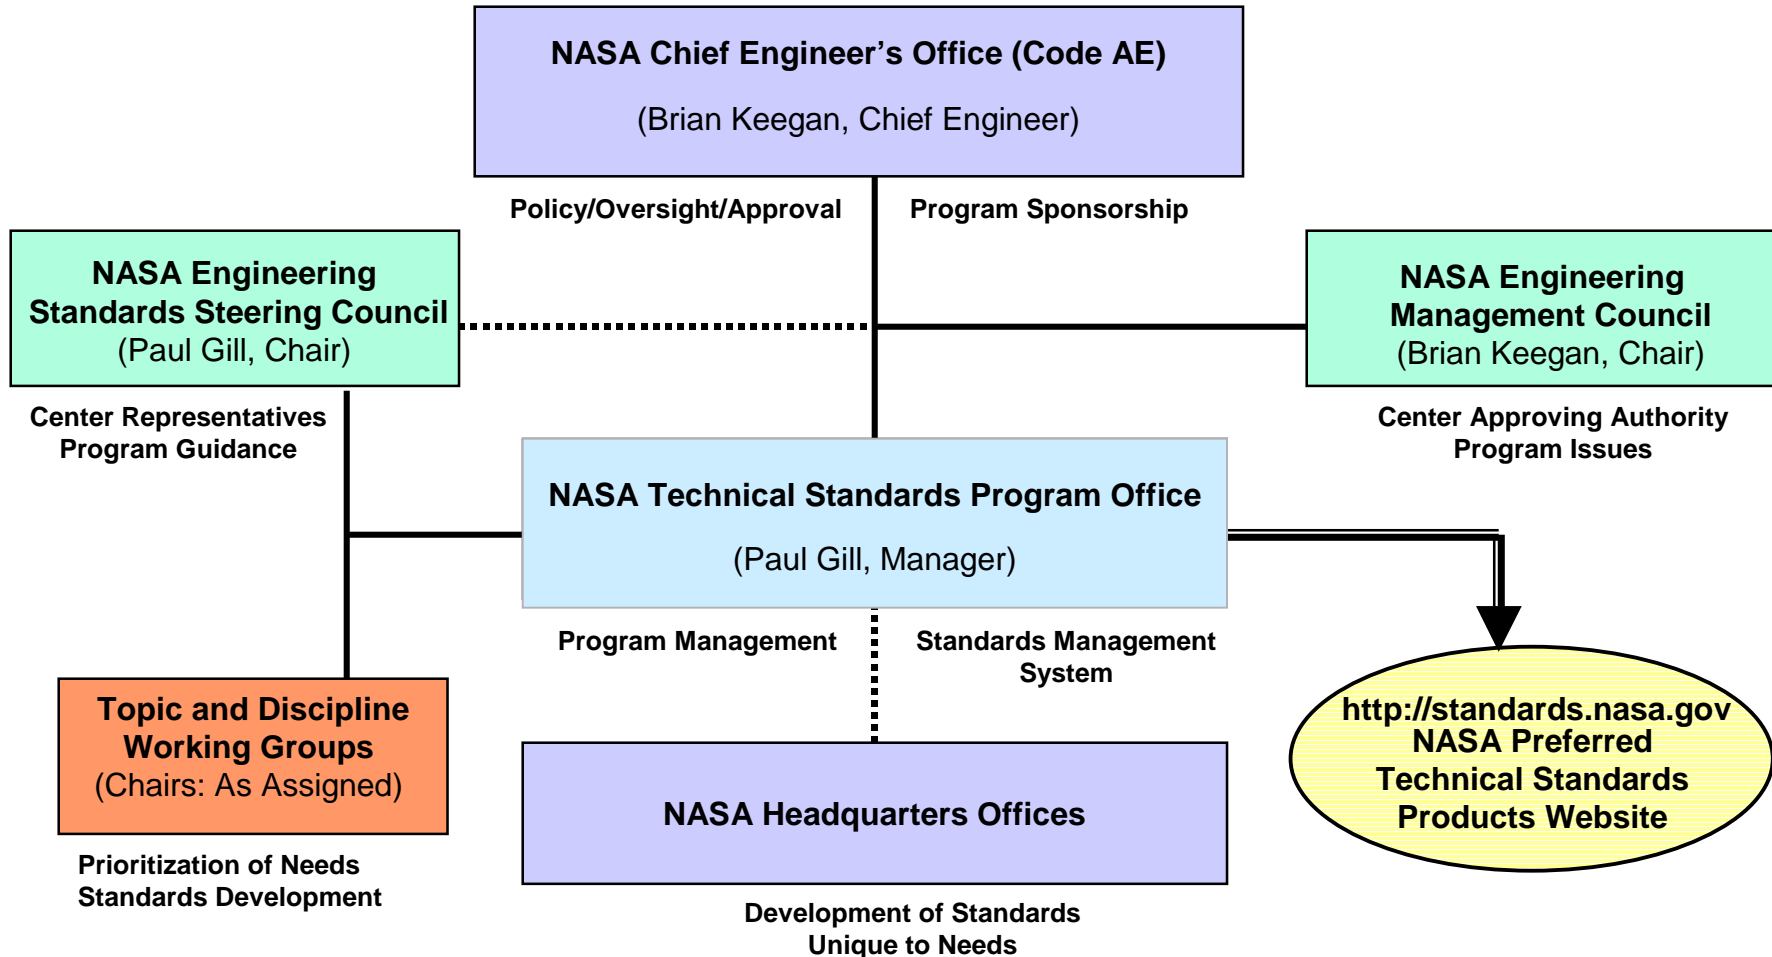 NASA Chief Engineer’s Office (Code AE)
(Brian Keegan, Chief Engineer)
Policy/Oversight/Approval
Program Sponsorship
NASA Engineering
Standards Steering Council
(Paul Gill, Chair)
Center Representatives
Program Guidance
NASA Engineering
Management Council
(Brian Keegan, Chair)
Center Approving Authority
Program Issues
NASA Technical Standards Program Office
(Paul Gill, Manager)
Program Management
Standards Management
System
Topic and Discipline
Working Groups
(Chairs: As Assigned)
Prioritization of Needs
Standards Development
NASA Headquarters Offices
Development of Standards
Unique to Needs
http://standards.nasa.gov
NASA Preferred
Technical Standards
Products Website